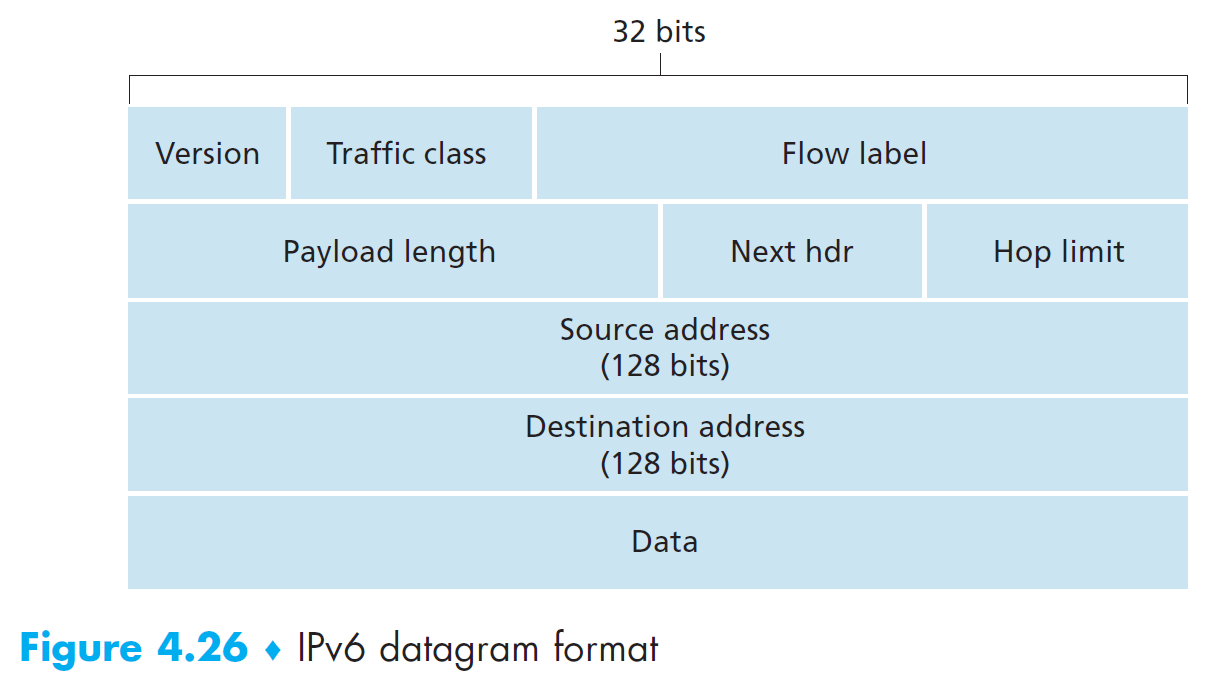 32 bits
Version Traffic class Flow label
Payload length Next hdr Hop limit
Source address
(128 bits)
Destination address
(128 bits)
Data
Figure 4.26 ♦ IPv6 datagram format